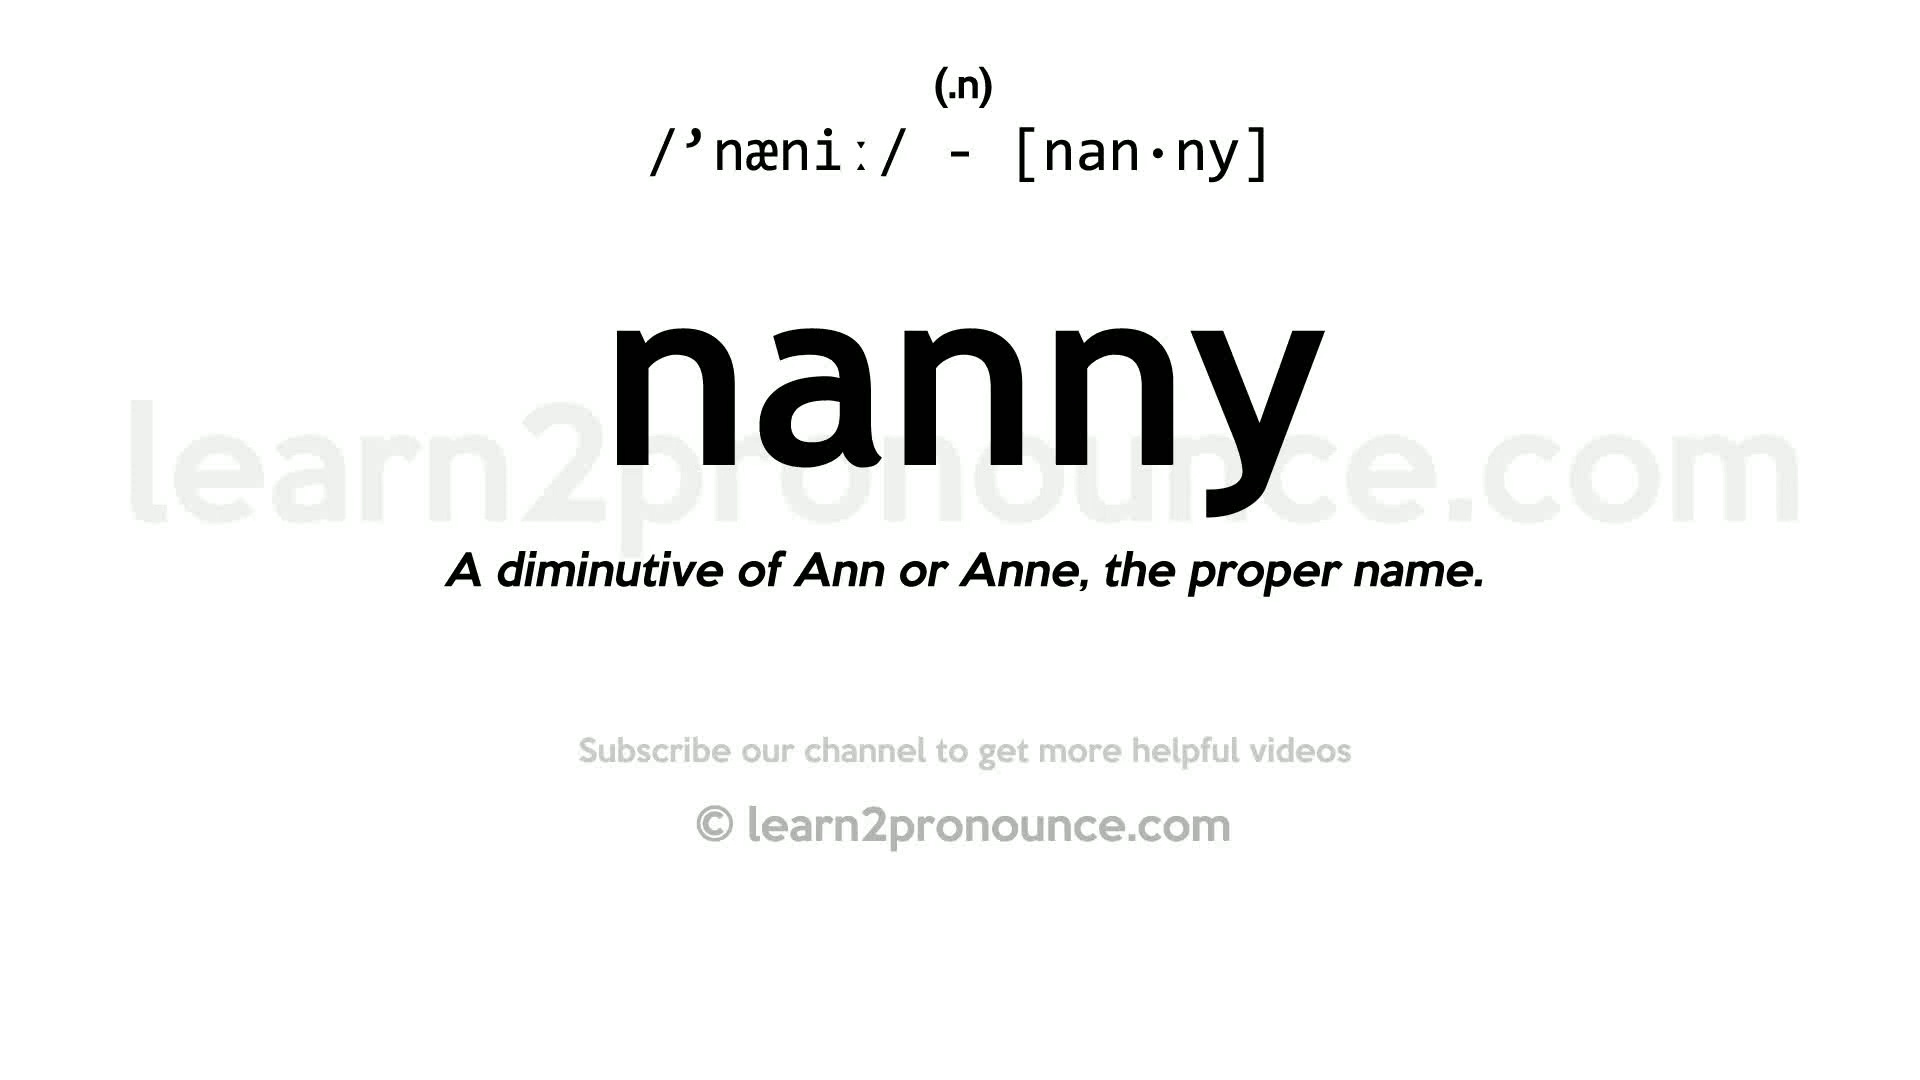 (.n)
/’næniː/ - [nan·ny]
nanny
learn2pronounce.com
A diminutive of Ann or Anne, the proper name.
Subscribe our channel to get more helpful videos
© learn2pronounce.com